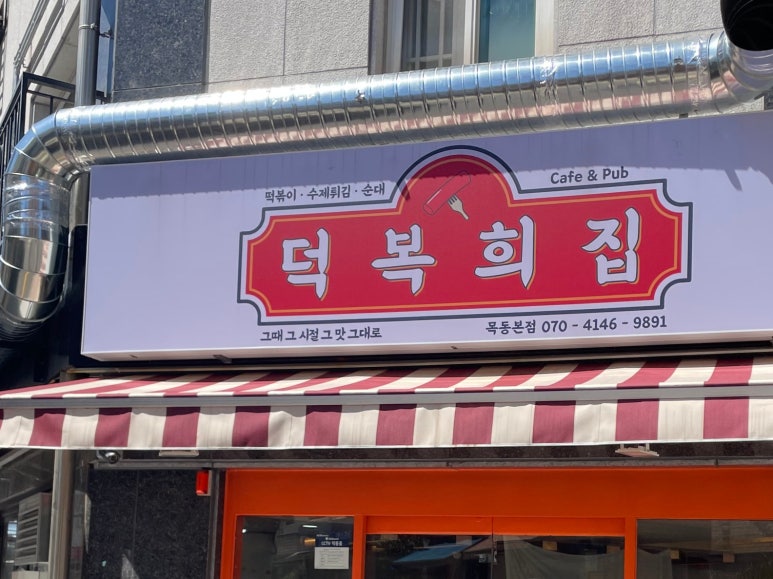 떡볶이 · 수제튀김 · 순대
Cafe & Pub
덕복희집
그때 그 시절 그 맛 그대로
목동본점 070 - 4146 - 9891